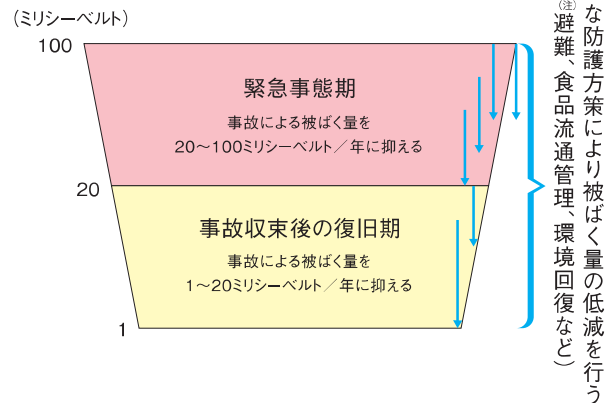 （ミリシーベルト）
100
緊急事態期
事故による被ばく量を
20〜100ミリシーベルト／年に抑える
20
事故収束後の復旧期
事故による被ばく量を
1〜20ミリシーベルト／年に抑える
1
な防護方策により被ばく量の低減を行う
（注）
避難、食品流通管理、環境回復など）